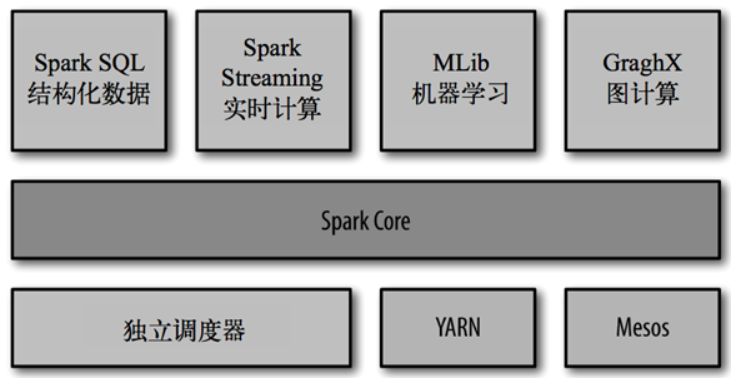 Spark SQL
结构化数据
Spark
Streaming
实时计算
MLib
机器学习
GraghX
图计算
Spark Core
独立调度器
YARN
Mesos